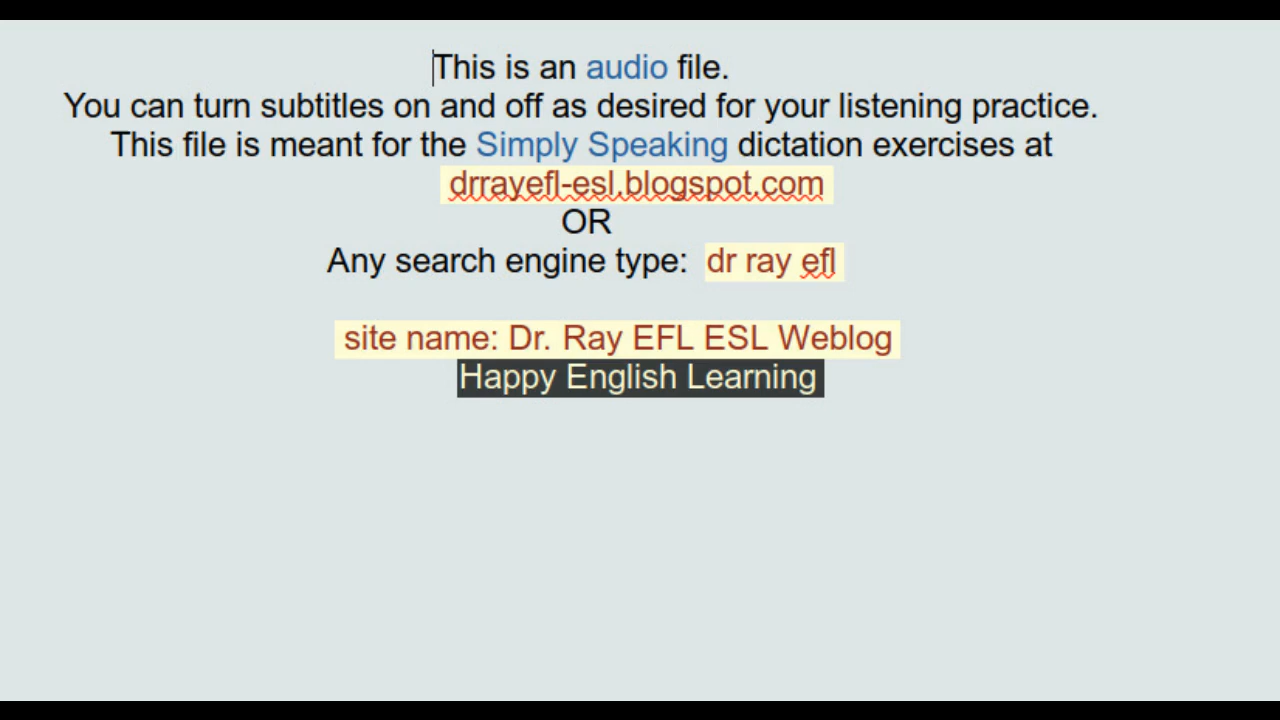 This is an audio file.
You can turn subtitles on and off as desired for your listening practice.
This file is meant for the Simply Speaking dictation exercises at
drrayefl-esl.blogspot.com
OR
Any search engine type: dr ray efl
site name: Dr. Ray EFL ESL Weblog
Happy English Learning